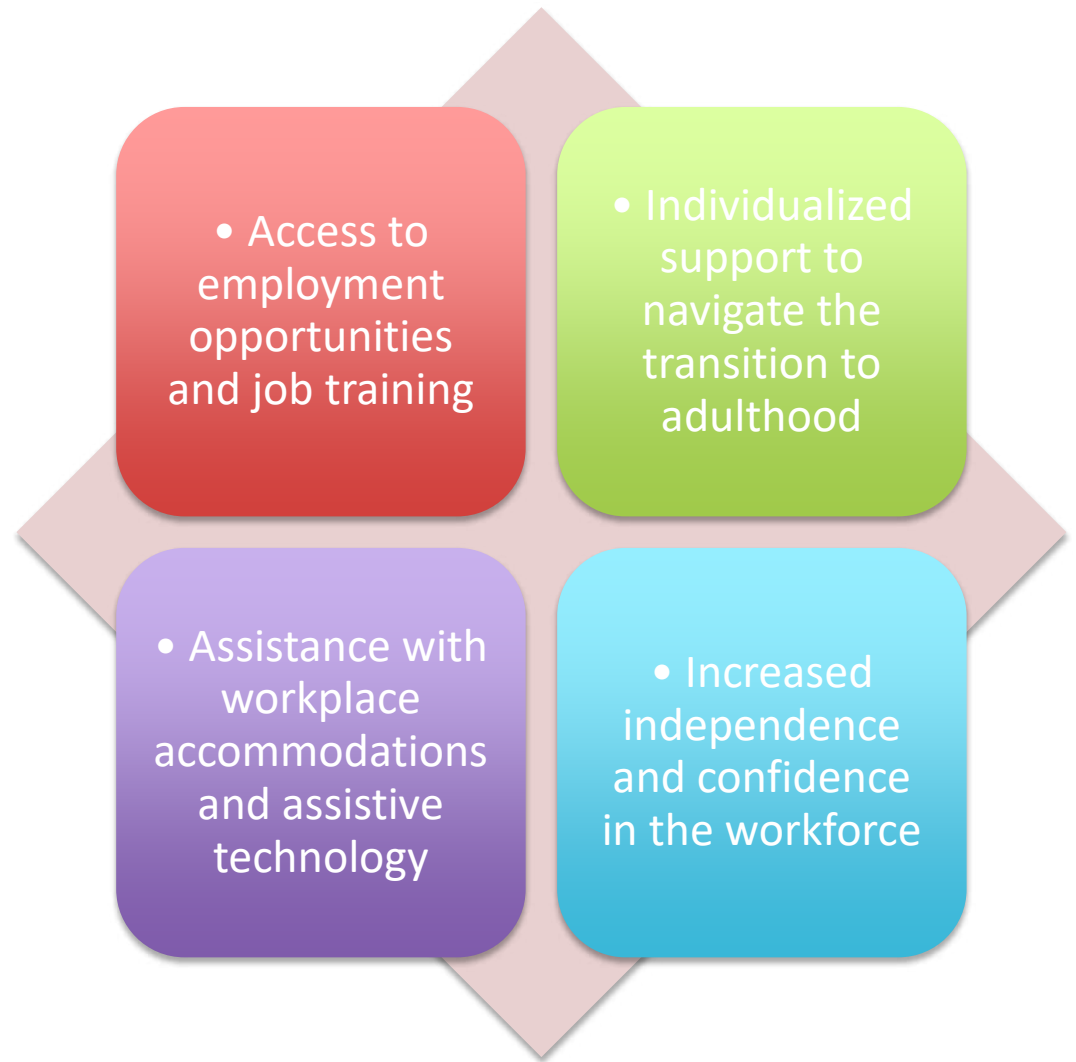 • Access to
employment
opportunities
and job training
• Individualized
support to
navigate the
transition to
adulthood
• Assistance with
workplace
accommodations
and assistive
technology
• Increased
independence
and confidence
in the workforce